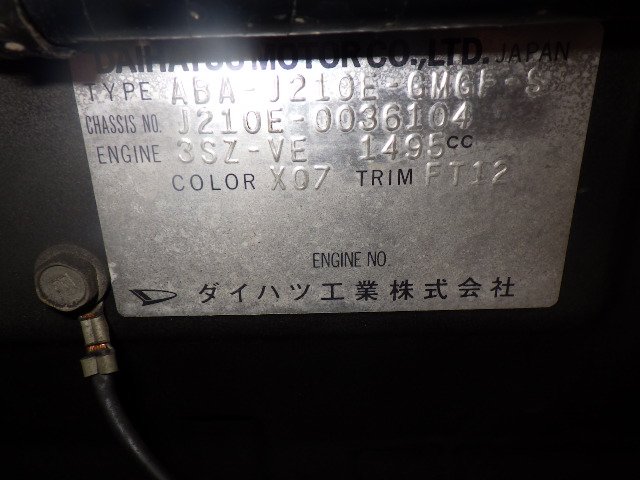 DAIHATSU MOTOR CO.,LTD. JAPAN
TYPE ABA-J210E-GMGF-S
CHASSIS NO. J210E-0036104
ENGINE 3SZ-VE 1495cc
COLOR X07 TRIM FT12
ENGINE NO.
ダイハツ工業株式会社